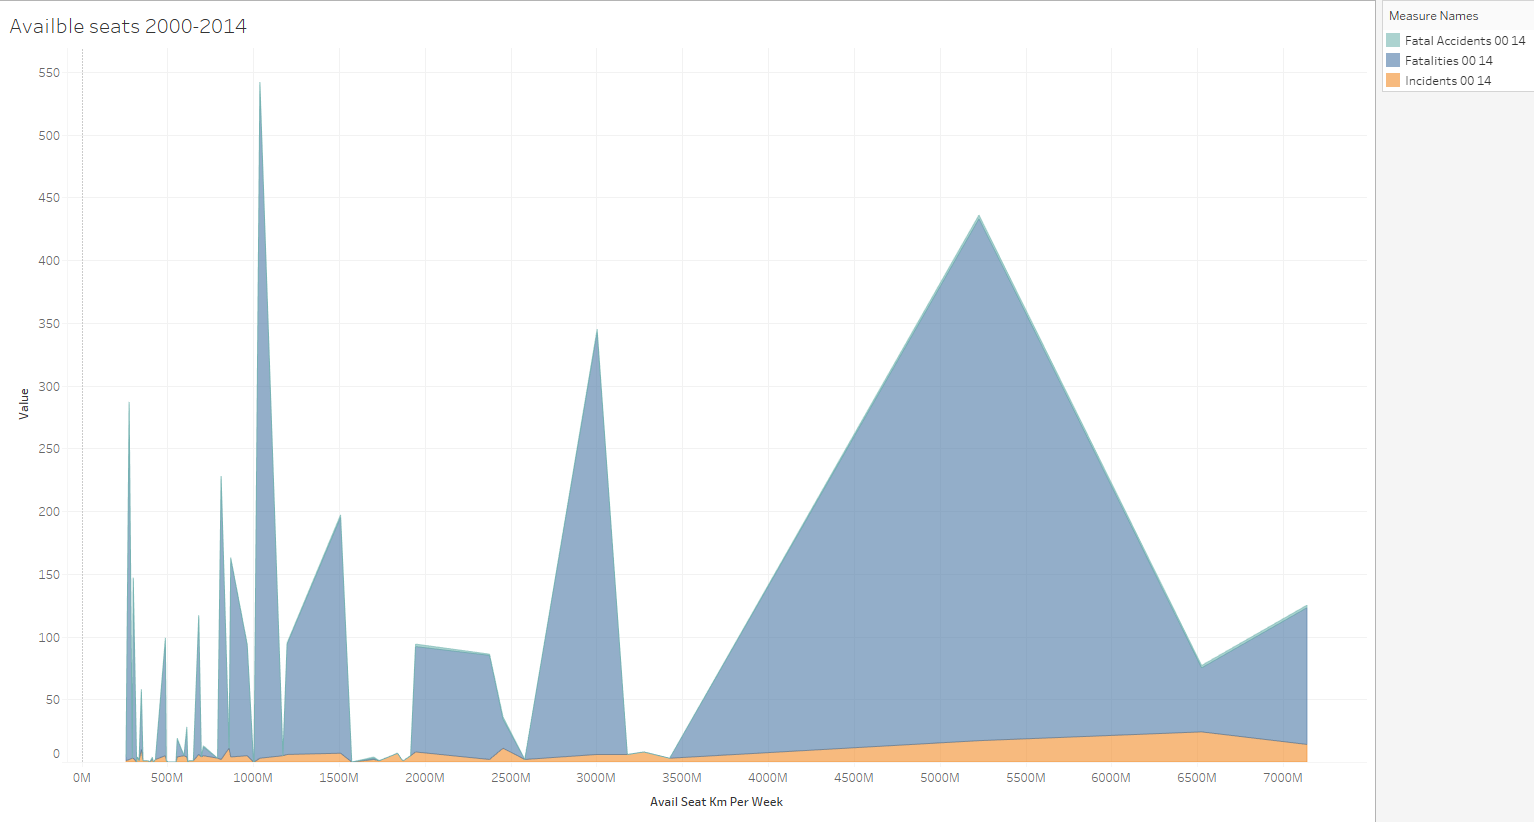 Availble seats 2000-2014
Measure Names
Fatal Accidents 00 14
Fatalities 00 14
Incidents 00 14
550
500
450
400
350
300
250
200
150
100
50
0
Value
0M 500M 1000M 1500M 2000M 2500M 3000M 3500M 4000M 4500M 5000M 5500M 6000M 6500M 7000M
Avail Seat Km Per Week